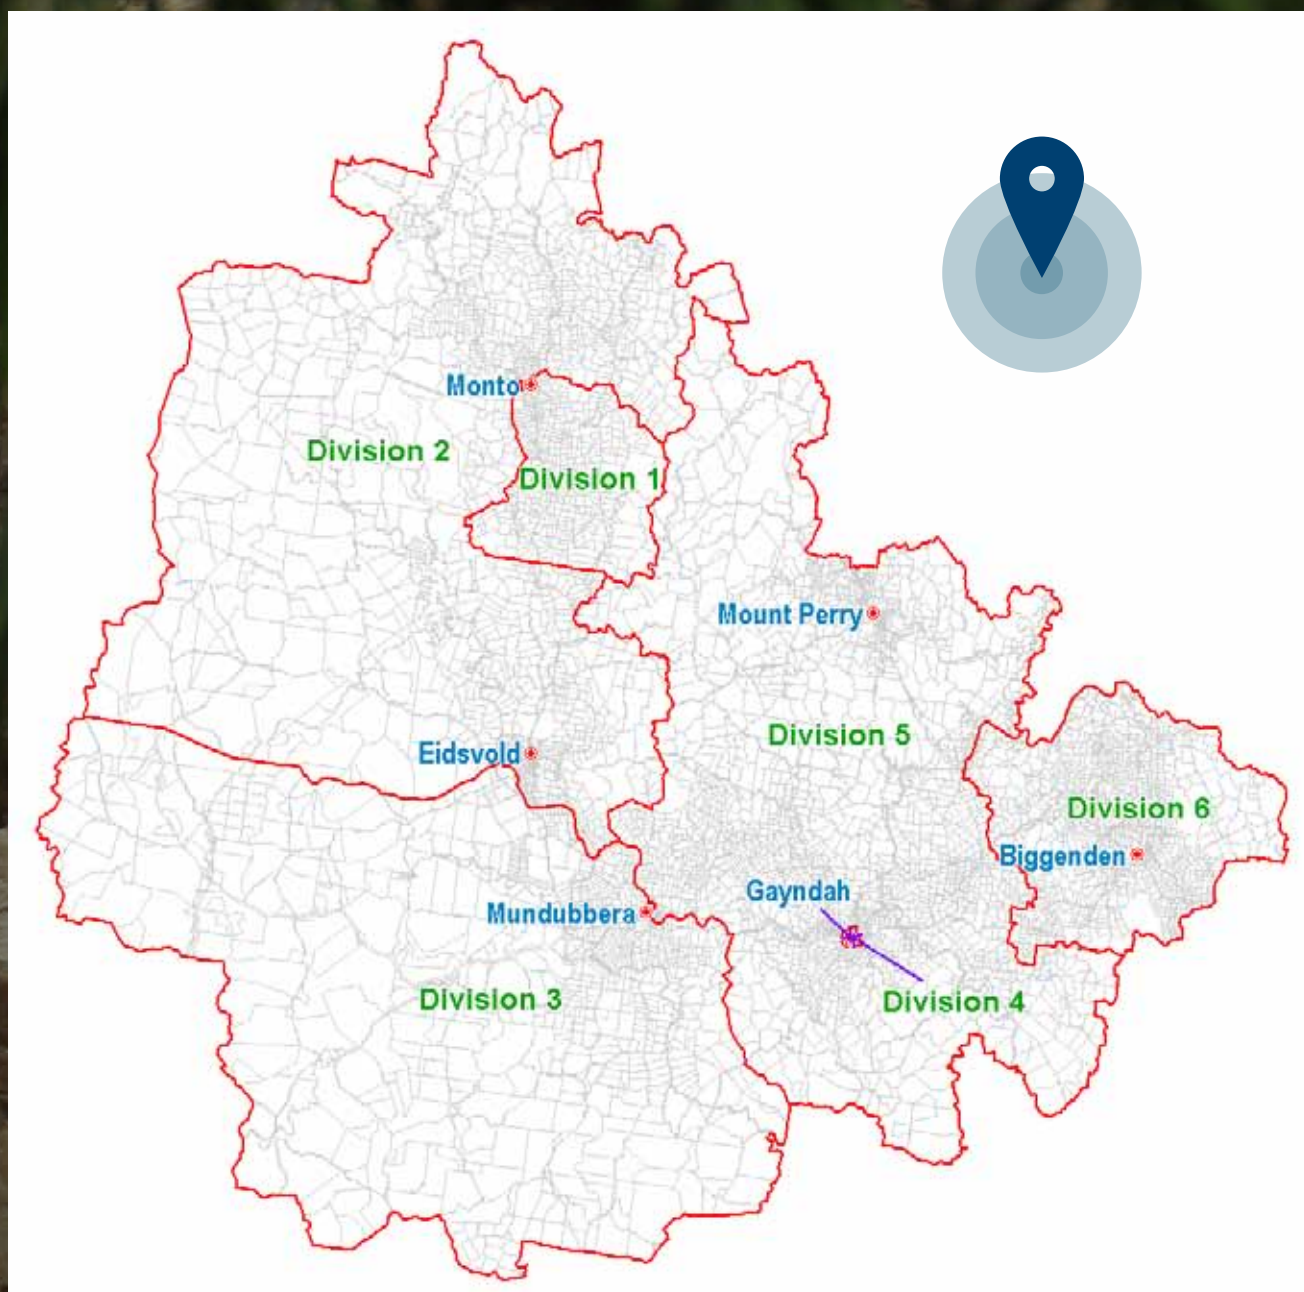 Monto
Division 2
Division 1
Mount Perry
Division 5
Eidsvold
Division 6
Biggenden
Gayndah
Mundubbera
Division 3
Division 4